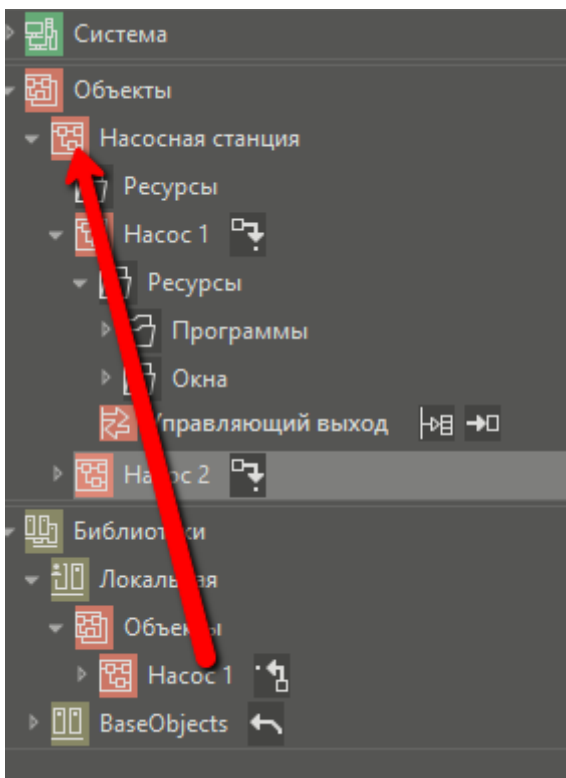 Система
Объекты
Насосная станция
Ресурсы
Насос 1
Ресурсы
Программы
Окна
выход
Насос 2
Библиотеки
Локальная
Объекты
Насос 1
BaseObjects